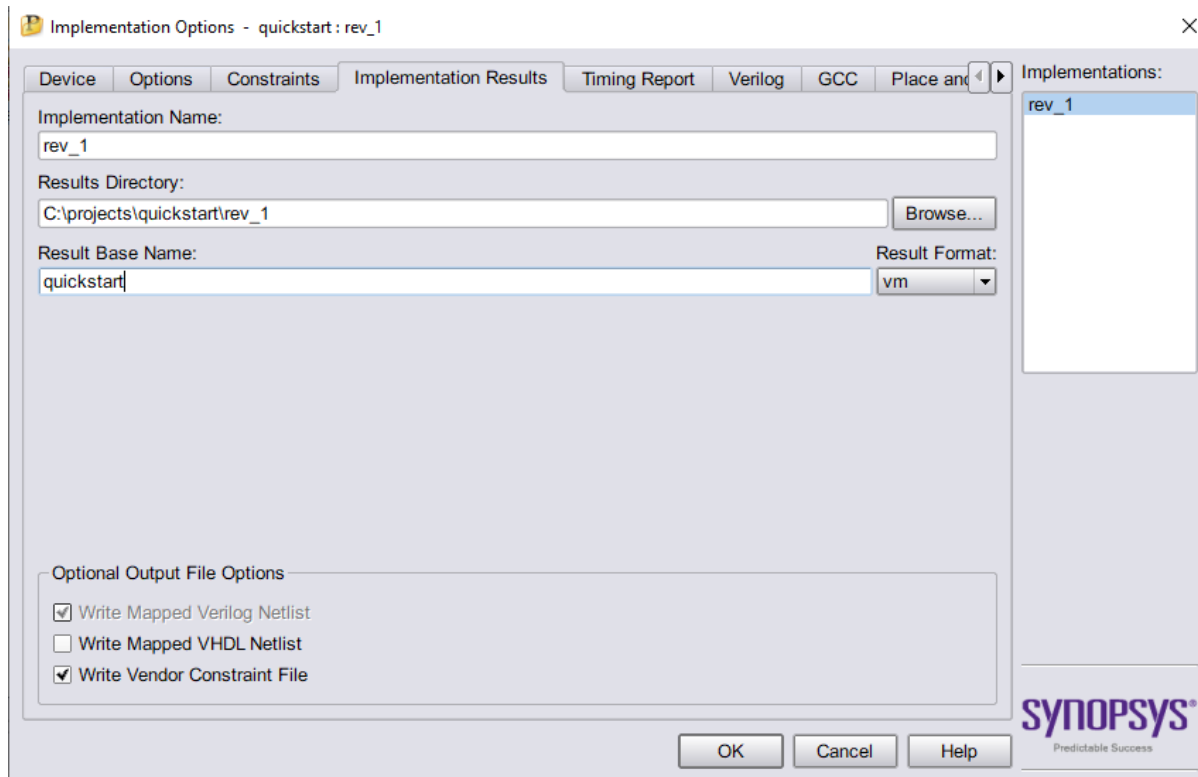 Implementation Options - quickstart : rev_1
Device Options Constraints Implementation Results Timing Report Verilog GCC Place and
Implementations:
rev_1
Implementation Name:
rev_1
Results Directory:
C:\projects\quickstart\rev_1
Browse...
Result Base Name:
Result Format:
quickstart
vm
Optional Output File Options
Write Mapped Verilog Netlist
Write Mapped VHDL Netlist
Write Vendor Constraint File
OK Cancel Help
SYNOPSYS®
Predictable Success